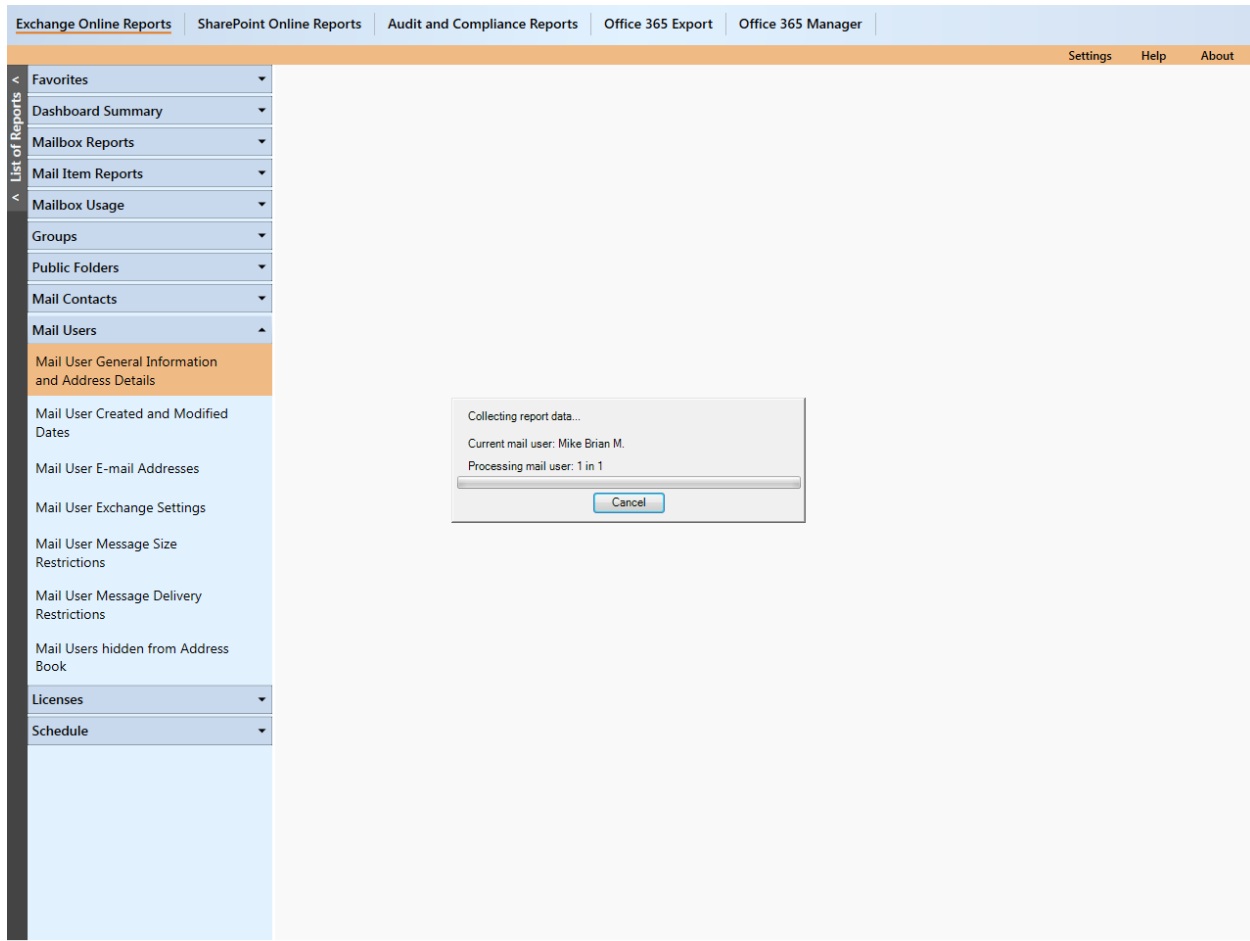 Exchange Online Reports SharePoint Online Reports Audit and Compliance Reports Office 365 Export Office 365 Manager
Settings Help About
< List of Reports <
Favorites
Dashboard Summary
Mailbox Reports
Mail Item Reports
Mailbox Usage
Groups
Public Folders
Mail Contacts
Mail Users
Mail User General Information
and Address Details
Mail User Created and Modified
Dates
Mail User E-mail Addresses
Mail User Exchange Settings
Mail User Message Size
Restrictions
Mail User Message Delivery
Restrictions
Mail Users hidden from Address
Book
Licenses
Schedule
Collecting report data...
Current mail user: Mike Brian M.
Processing mail user: 1 in 1
Cancel